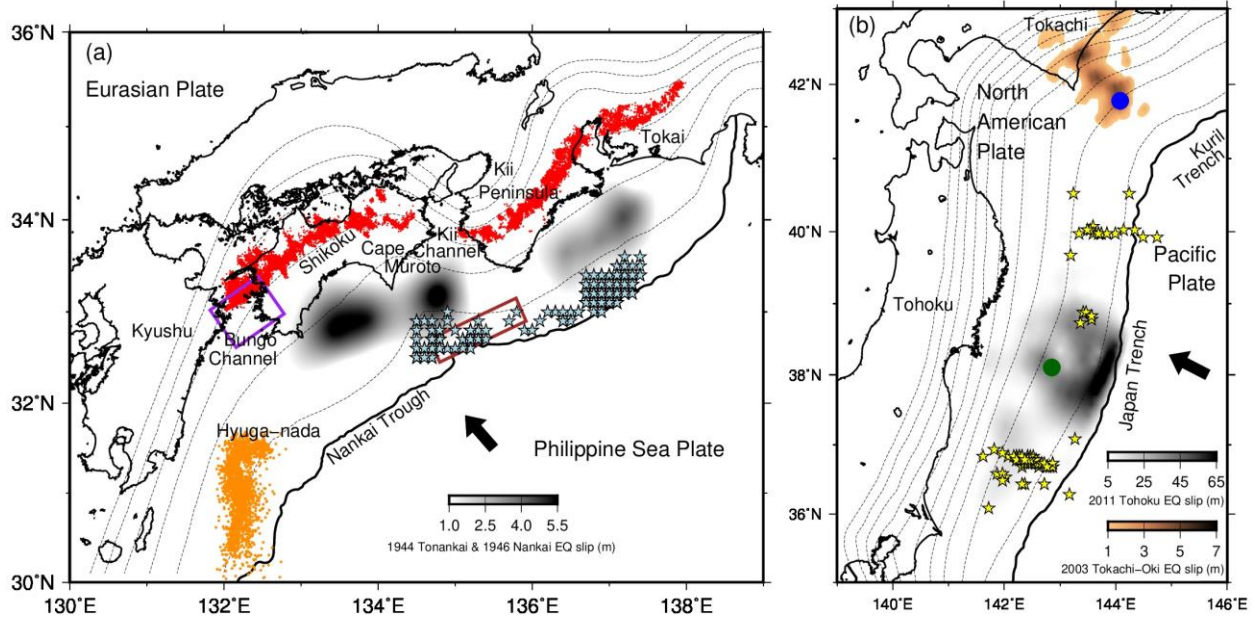 (a)
Eurasian Plate
Kii
Peninsula
Tokai
Shikoku
Cape
Muroto
Kii
Channel
Kyushu
Bungo
Channel
Hyuga-nada
Nankai Trough
Philippine Sea Plate
1.0 2.5 4.0 5.5
1944 Tonankai & 1946 Nankai EQ slip (m)
36°N
34°N
32°N
30°N
130°E 132°E 134°E 136°E 138°E
(b)
Tokachi
North
American
Plate
Kuril
Trench
Pacific
Plate
Tohoku
Japan Trench
5 25 45 65
2011 Tohoku EQ slip (m)
1 3 5 7
2003 Tokachi-Oki EQ slip (m)
42°N
40°N
38°N
36°N
140°E 142°E 144°E 146°E